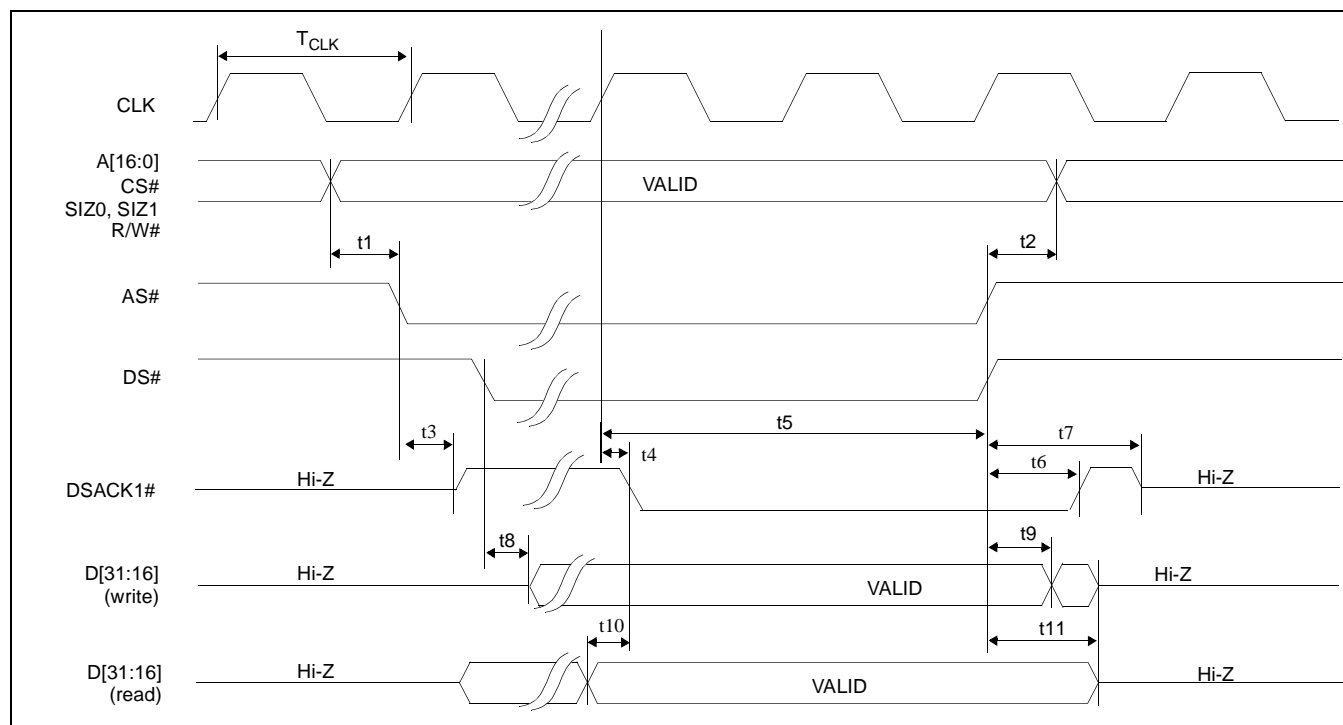 T_CLK
CLK
A[16:0]
CS#
SIZ0, SIZ1
R/W#
VALID
t1
t2
AS#
DS#
t3
t5
t4
t7
t6
DSACK1#
Hi-Z
Hi-Z
t8
t9
D[31:16]
(write)
Hi-Z
VALID
Hi-Z
t10
t11
D[31:16]
(read)
Hi-Z
VALID
Hi-Z